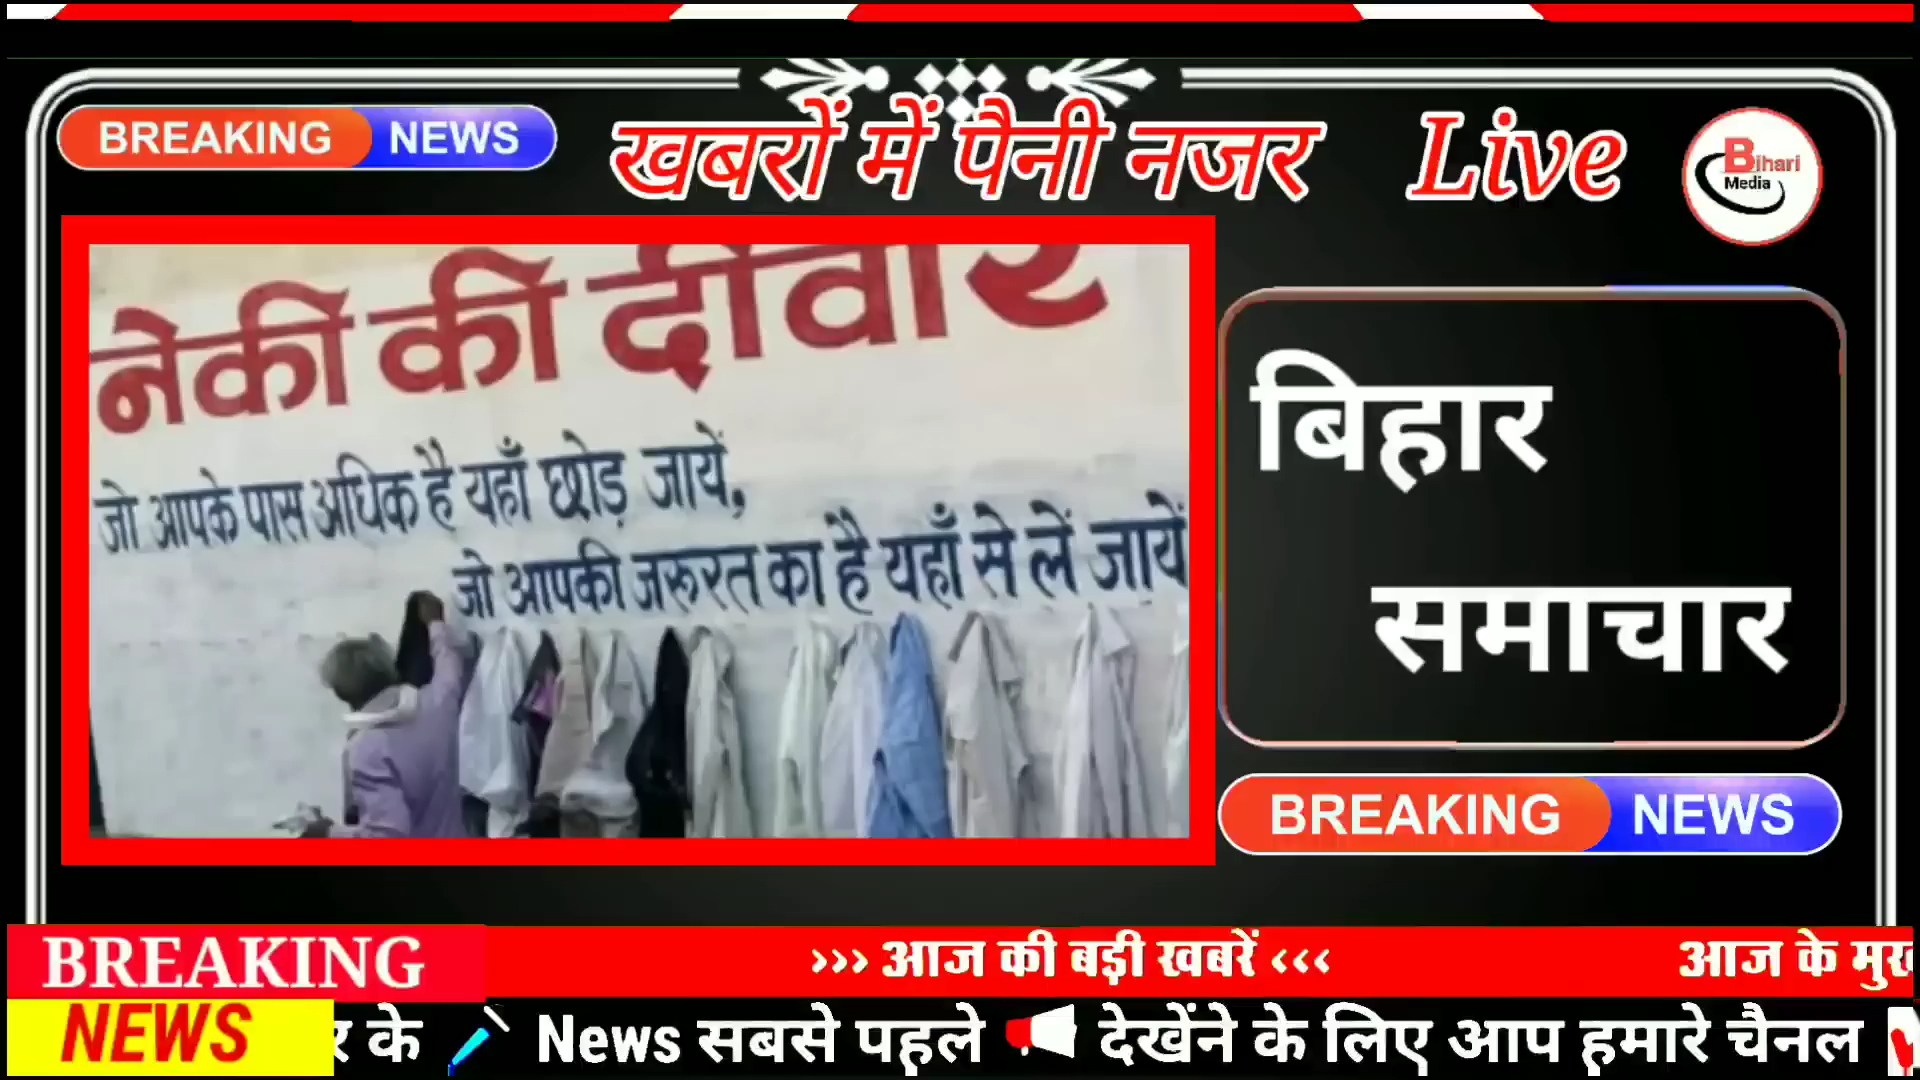 BREAKING NEWS
खबरों में पैनी नजर Live
Bihari
Media
नेकी की दीवार
जो आपके पास अधिक है यहाँ छोड़ जायें,
जो आपकी जरूरत का है यहाँ से लें जायें
बिहार
समाचार
BREAKING NEWS
BREAKING
NEWS
>>> आज की बड़ी खबरें <<< आज के
के News सबसे पहले देखेंने के लिए आप हमारे चैनल